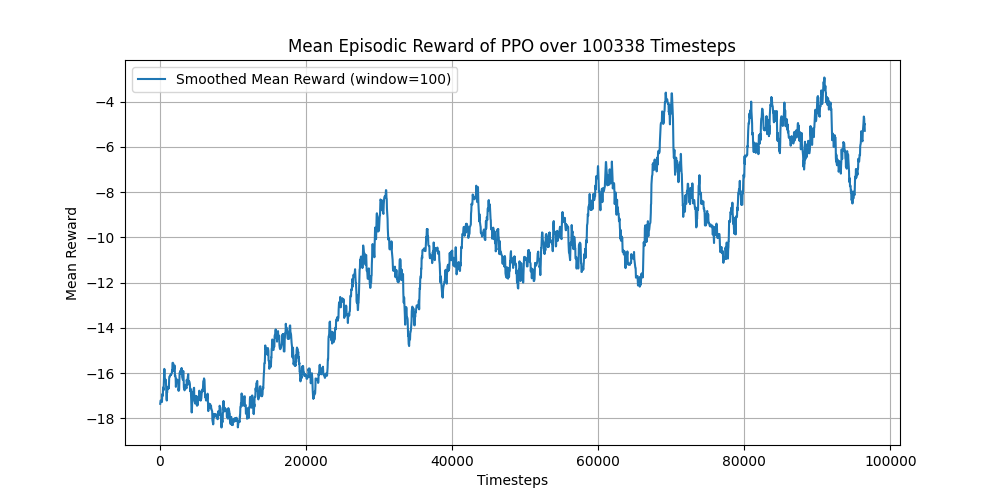 Mean Episodic Reward of PPO over 100338 Timesteps
Smoothed Mean Reward (window=100)
−4
−6
−8
−10
−12
−14
−16
−18
Mean Reward
0 20000 40000 60000 80000 100000
Timesteps